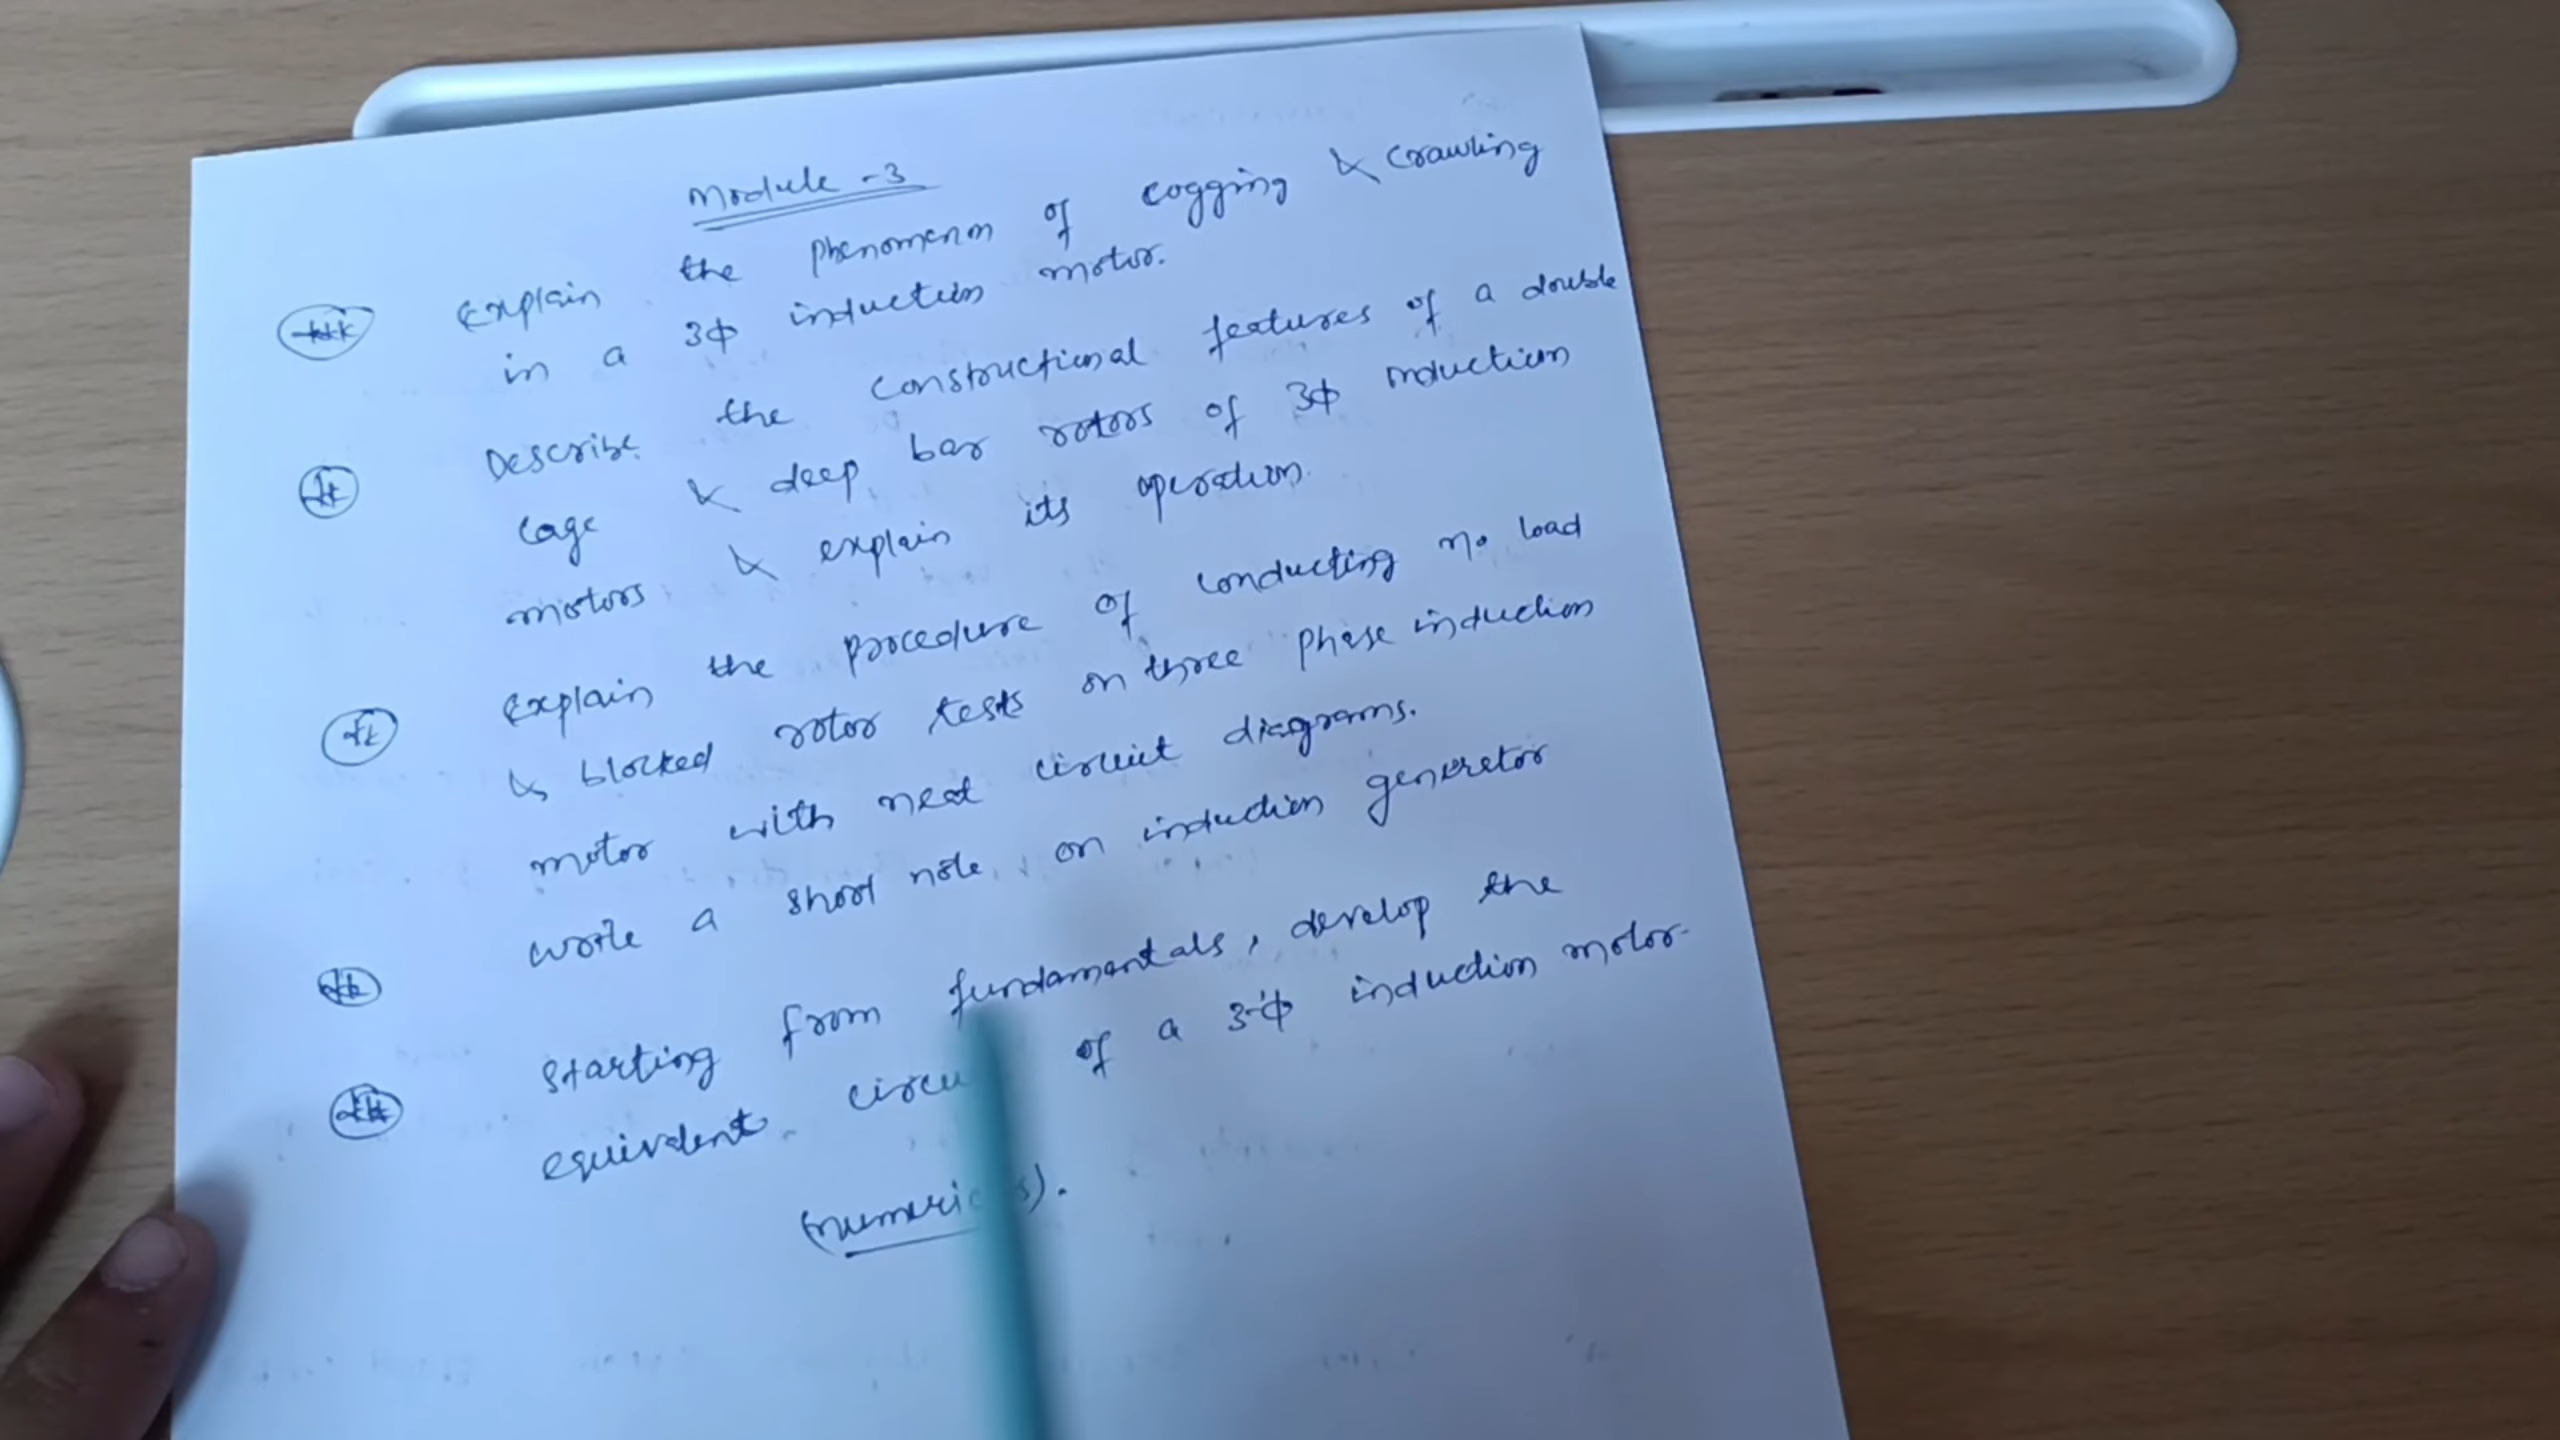 Module - 3
Explain the phenomenon of cogging & crawling
in a 3ϕ induction motor.
Describe the constructional features of a double
cage & deep bar rotors of 3ϕ induction
motors & explain its operation.
Explain the procedure of conducting no load
& blocked rotor tests on three phase induction
motor with neat circuit diagrams.
write a short note on induction generator
starting from fundamentals, develop the
equivalent of a 3-ϕ induction motor.